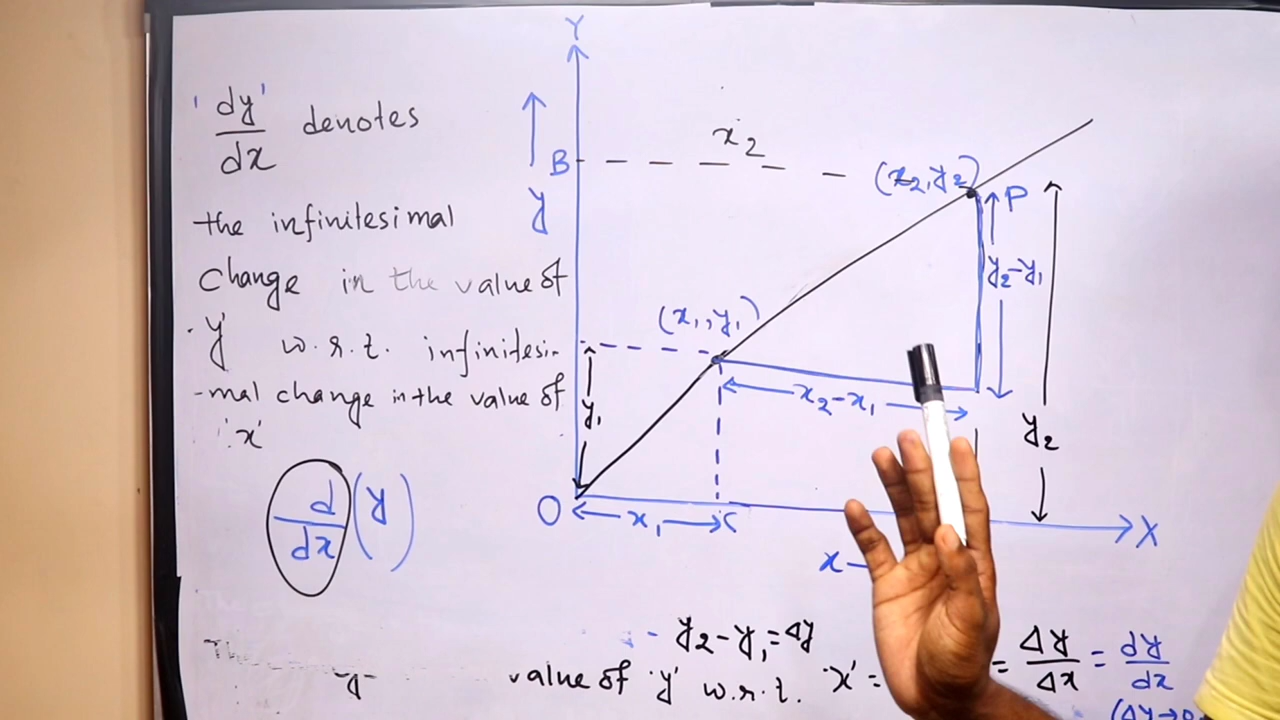 'dy'/dx denotes
the infinitesimal
Change in the value of
'y' w.r.t. infinitesi-
-mal change in the value of
'x'
d/dx (y)
Y
B
x2
y
(x2, y2)
P
y2-y1
(x1, y1)
x2-x1
y1
y2
O
x1
C
X
x
y2-y1=Δy
value of 'y' w.r.t. 'x' =
= Δy/Δx = dy/dx